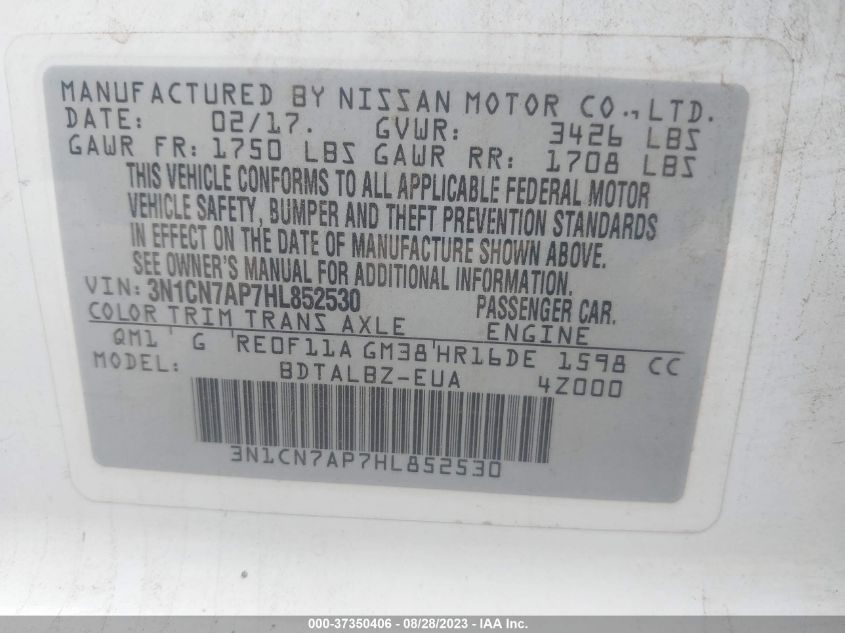 MANUFACTURED BY NISSAN MOTOR CO., LTD.
DATE: 02/17. GVWR: 3426 LBS
GAWR FR: 1750 LBS GAWR RR: 1708 LBS
THIS VEHICLE CONFORMS TO ALL APPLICABLE FEDERAL MOTOR
VEHICLE SAFETY, BUMPER AND THEFT PREVENTION STANDARDS
IN EFFECT ON THE DATE OF MANUFACTURE SHOWN ABOVE.
SEE OWNER'S MANUAL FOR ADDITIONAL INFORMATION.
VIN: 3N1CN7AP7HL852530 PASSENGER CAR.
COLOR TRIM TRANS AXLE ENGINE
QM1 ' G 'RE0F11A GM38'HR16DE 1598 CC
MODEL: BDTALBZ-EUA 4Z000
3N1CN7AP7HL852530
000-37350406 - 08/28/2023 - IAA Inc.